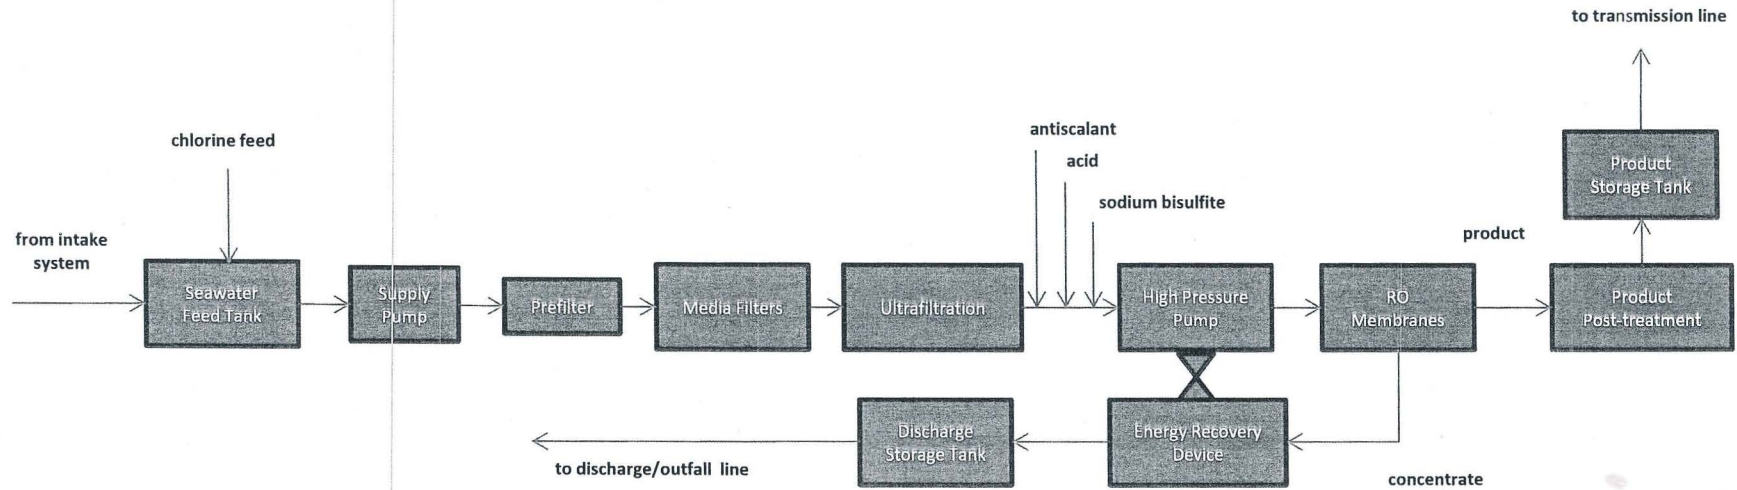 to transmission line
chlorine feed
antiscalant
acid
Product
Storage Tank
sodium bisulfite
from intake
system
product
Seawater
Feed Tank
Supply
Pump
Prefilter
Media Filters
Ultrafiltration
High Pressure
Pump
RO
Membranes
Product
Post-treatment
Discharge
Storage Tank
Energy Recovery
Device
to discharge/outfall line
concentrate